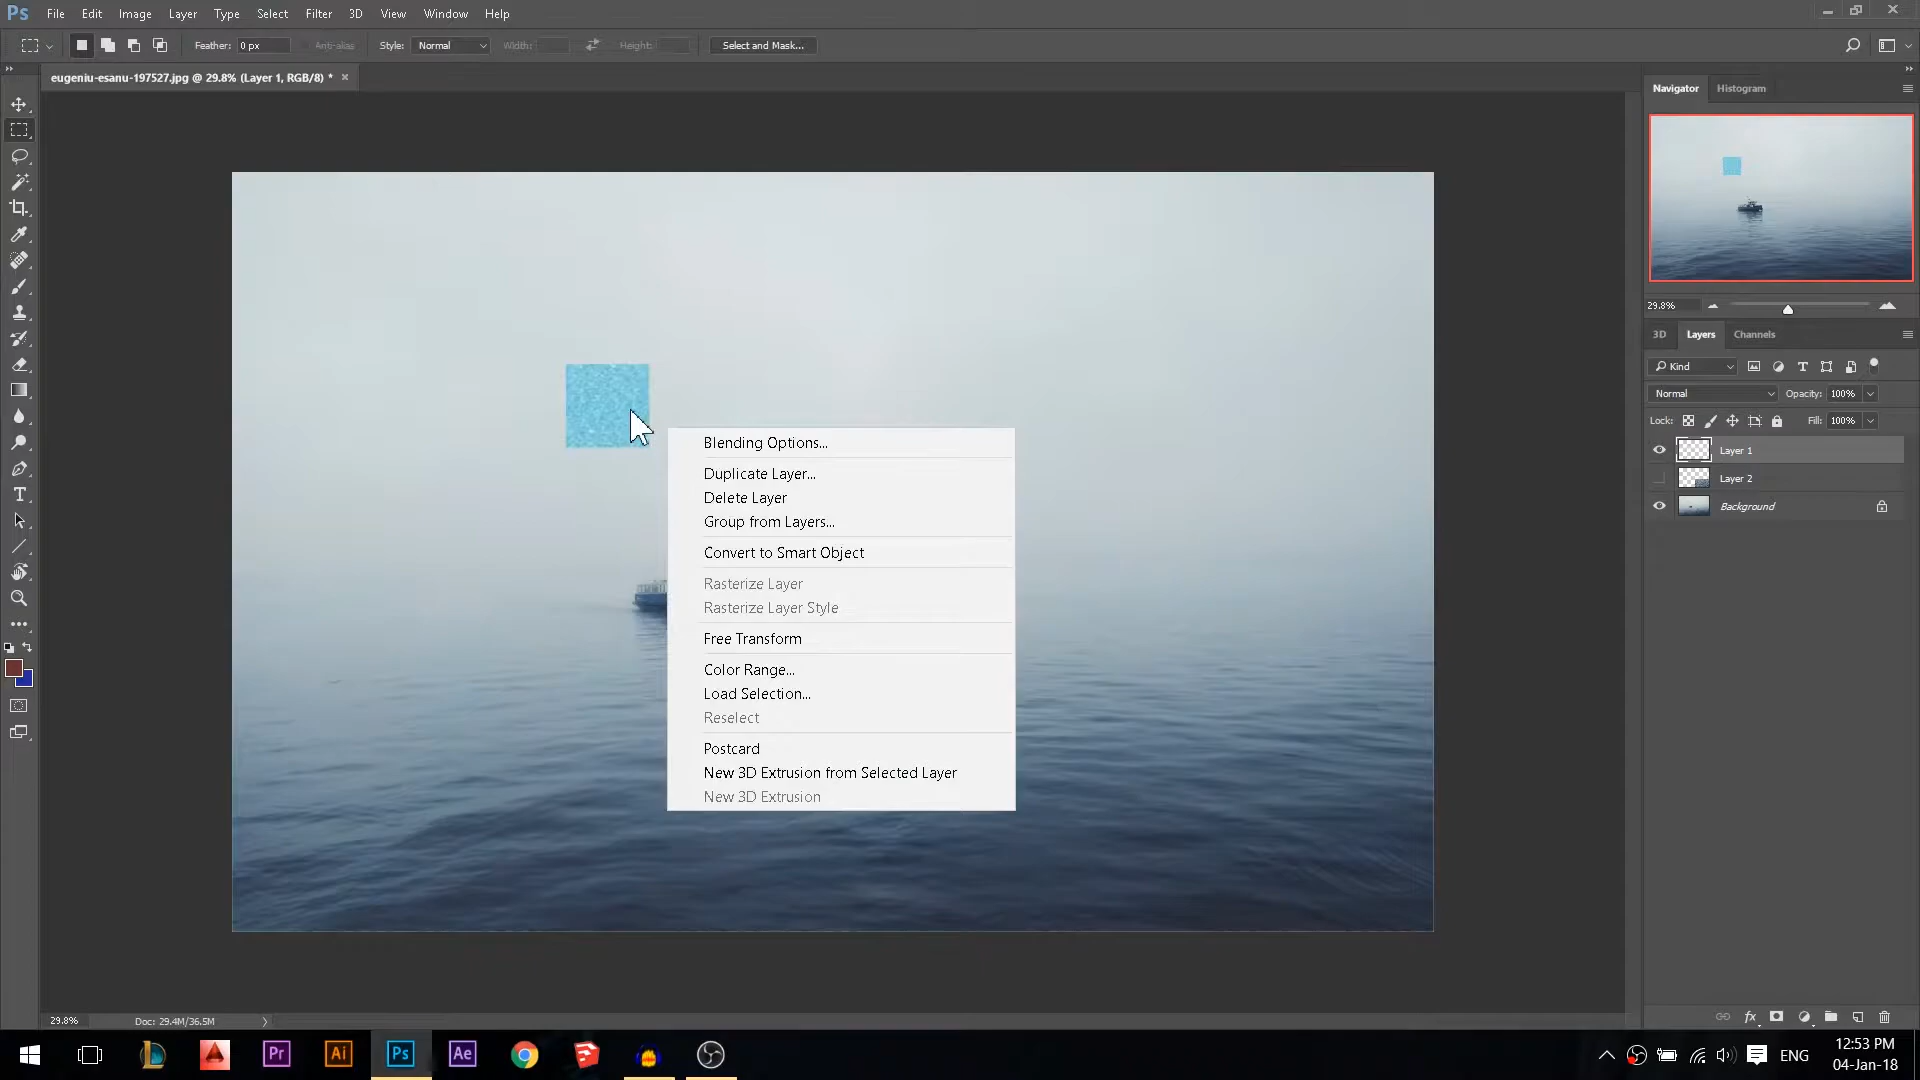 Ps File Edit Image Layer Type Select Filter 3D View Window Help
Feather: 0 px Anti-alias Style: Normal Width: Height: Select and Mask...
eugeniu-esanu-197527.jpg @ 29.8% (Layer 1, RGB/8) *
Navigator Histogram
29.8%
3D Layers Channels
Kind
Normal Opacity: 100%
Lock: Fill: 100%
Layer 1
Layer 2
Background
Blending Options...
Duplicate Layer...
Delete Layer
Group from Layers...
Convert to Smart Object
Rasterize Layer
Rasterize Layer Style
Free Transform
Color Range...
Load Selection...
Reselect
Postcard
New 3D Extrusion from Selected Layer
New 3D Extrusion
29.8% Doc: 29.4M/36.5M
Pr Ai Ps Ae
ENG
12:53 PM
04-Jan-18